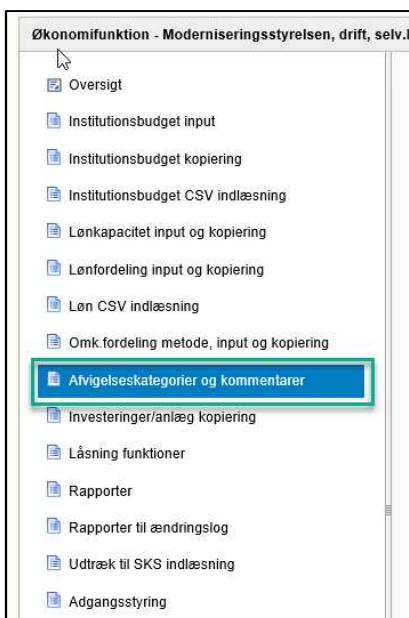 Økonomifunktion - Moderniseringsstyrelsen, drift, selv.
Oversigt
Institutionsbudget input
Institutionsbudget kopiering
Institutionsbudget CSV indlæsning
Lønkapacitet input og kopiering
Lønfordeling input og kopiering
Løn CSV indlæsning
Omk.fordeling metode, input og kopiering
Afvigelseskategorier og kommentarer
Investeringer/anlæg kopiering
Låsning funktioner
Rapporter
Rapporter til ændringslog
Udtræk til SKS indlæsning
Adgangsstyring